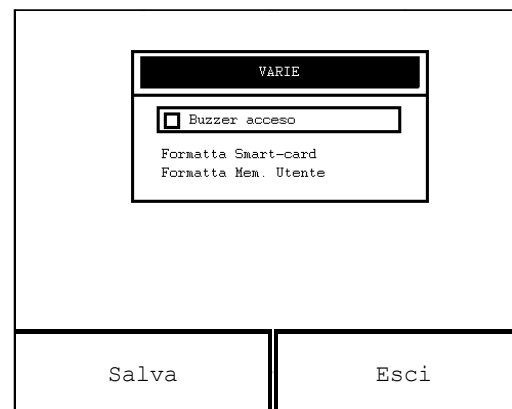 VARIE
Buzzer acceso
Formatta Smart-card
Formatta Mem. Utente
Salva
Esci